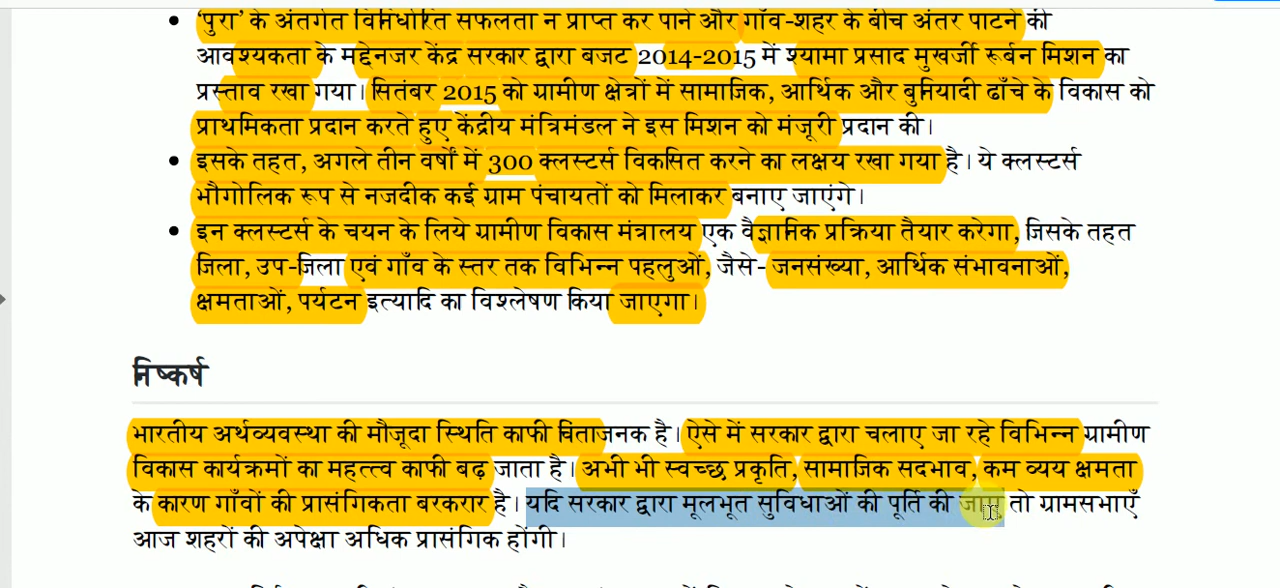 'पुरा' के अंतर्गत विनिर्धारित सफलता न प्राप्त कर पाने और गाँव-शहर के बीच अंतर पाटने की
आवश्यकता के मद्देनजर केंद्र सरकार द्वारा बजट 2014-2015 में श्यामा प्रसाद मुखर्जी रूर्बन मिशन का
प्रस्ताव रखा गया। सितंबर 2015 को ग्रामीण क्षेत्रों में सामाजिक, आर्थिक और बुनियादी ढाँचे के विकास को
प्राथमिकता प्रदान करते हुए केंद्रीय मंत्रिमंडल ने इस मिशन को मंजूरी प्रदान की।
इसके तहत, अगले तीन वर्षों में 300 क्लस्टर्स विकसित करने का लक्षय रखा गया है। ये क्लस्टर्स
भौगोलिक रूप से नजदीक कई ग्राम पंचायतों को मिलाकर बनाए जाएंगे।
इन क्लस्टर्स के चयन के लिये ग्रामीण विकास मंत्रालय एक वैज्ञानिक प्रक्रिया तैयार करेगा, जिसके तहत
जिला, उप-जिला एवं गाँव के स्तर तक विभिन्न पहलुओं, जैसे- जनसंख्या, आर्थिक संभावनाओं,
क्षमताओं, पर्यटन इत्यादि का विश्लेषण किया जाएगा।
निष्कर्ष
भारतीय अर्थव्यवस्था की मौजूदा स्थिति काफी चिंताजनक है। ऐसे में सरकार द्वारा चलाए जा रहे विभिन्न ग्रामीण
विकास कार्यक्रमों का महत्त्व काफी बढ़ जाता है। अभी भी स्वच्छ प्रकृति, सामाजिक सदभाव, कम व्यय क्षमता
के कारण गाँवों की प्रासंगिकता बरकरार है। यदि सरकार द्वारा मूलभूत सुविधाओं की पूर्ति की जाए तो ग्रामसभाएँ
आज शहरों की अपेक्षा अधिक प्रासंगिक होंगी।